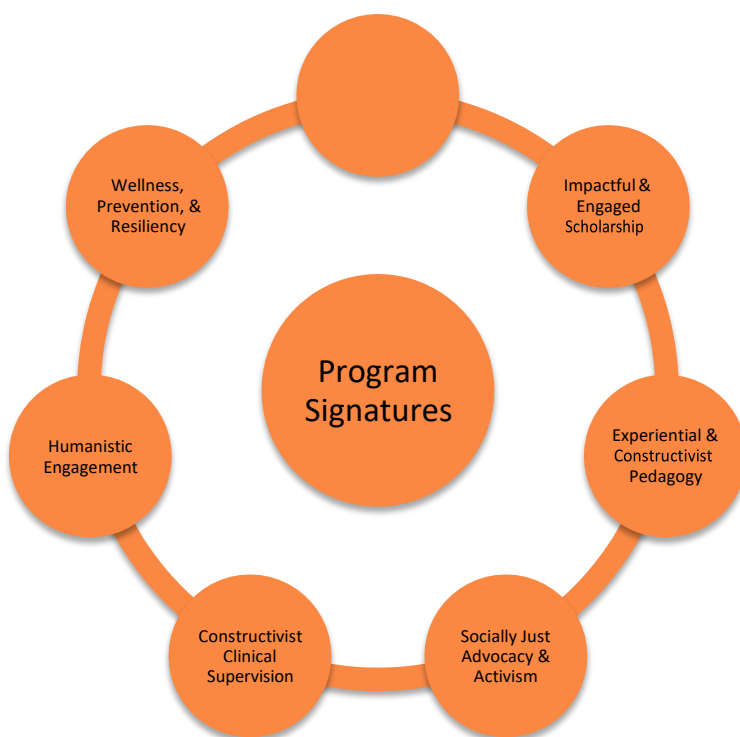 Wellness,
Prevention, &
Resiliency
Impactful &
Engaged
Scholarship
Program
Signatures
Humanistic
Engagement
Experiential &
Constructivist
Pedagogy
Constructivist
Clinical
Supervision
Socially Just
Advocacy &
Activism